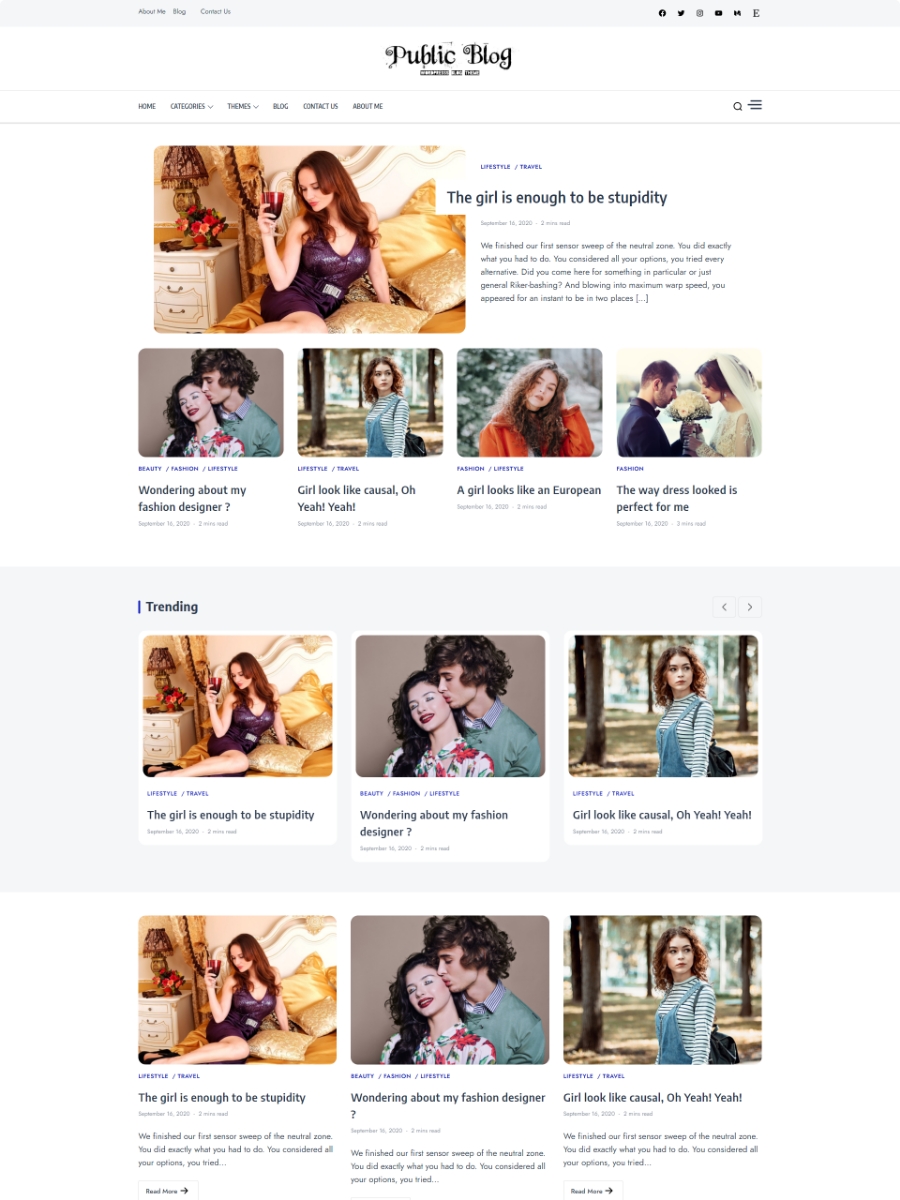 About Me Blog Contact Us
Public Blog
WORDPRESS BLOG THEME
HOME CATEGORIES THEMES BLOG CONTACT US ABOUT ME
LIFESTYLE / TRAVEL
The girl is enough to be stupidity
September 16, 2020 - 2 mins read
We finished our first sensor sweep of the neutral zone. You did exactly
what you had to do. You considered all your options, you tried every
alternative. Did you come here for something in particular or just
general Riker-bashing? And blowing into maximum warp speed, you
appeared for an instant to be in two places [...]
BEAUTY / FASHION / LIFESTYLE
Wondering about my
fashion designer ?
September 16, 2020 - 2 mins read
LIFESTYLE / TRAVEL
Girl look like causal, Oh
Yeah! Yeah!
September 16, 2020 - 2 mins read
FASHION / LIFESTYLE
A girl looks like an European
September 16, 2020 - 2 mins read
FASHION
The way dress looked is
perfect for me
September 16, 2020 - 3 mins read
Trending
LIFESTYLE / TRAVEL
The girl is enough to be stupidity
September 16, 2020 - 2 mins read
BEAUTY / FASHION / LIFESTYLE
Wondering about my fashion
designer ?
September 16, 2020 - 2 mins read
LIFESTYLE / TRAVEL
Girl look like causal, Oh Yeah! Yeah!
September 16, 2020 - 2 mins read
LIFESTYLE / TRAVEL
The girl is enough to be stupidity
September 16, 2020 - 2 mins read
We finished our first sensor sweep of the neutral zone.
You did exactly what you had to do. You considered all
your options, you tried...
Read More
BEAUTY / FASHION / LIFESTYLE
Wondering about my fashion designer
?
September 16, 2020 - 2 mins read
We finished our first sensor sweep of the neutral zone.
You did exactly what you had to do. You considered all
your options, you tried...
LIFESTYLE / TRAVEL
Girl look like causal, Oh Yeah! Yeah!
September 16, 2020 - 2 mins read
We finished our first sensor sweep of the neutral zone.
You did exactly what you had to do. You considered all
your options, you tried...
Read More